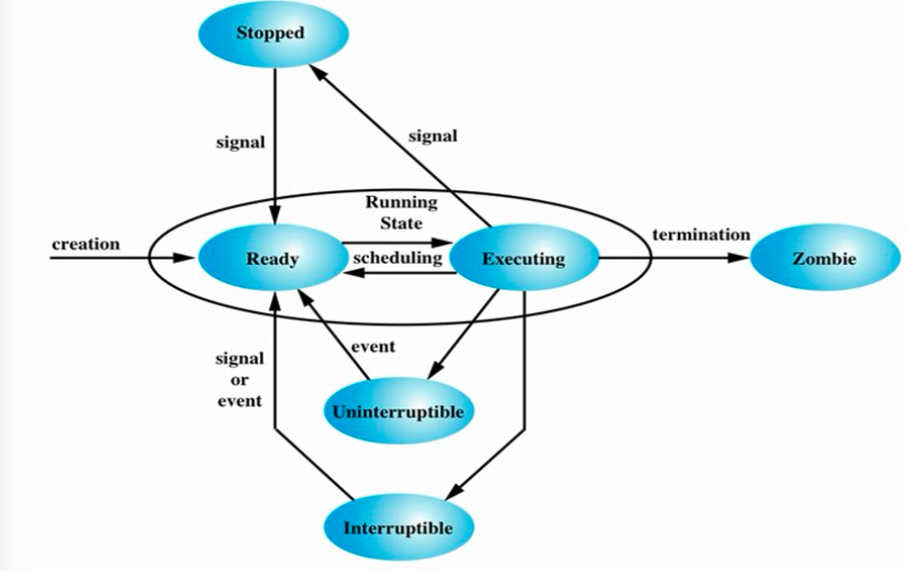 Stopped
signal
signal
Running
State
creation
Ready
scheduling
Executing
termination
Zombie
event
signal
or
event
Uninterruptible
Interruptible